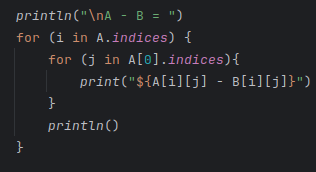 println("\nA - B = ")
for (i in A.indices) {
    for (j in A[0].indices){
        print("${A[i][j] - B[i][j]}")
    }
    println()
}